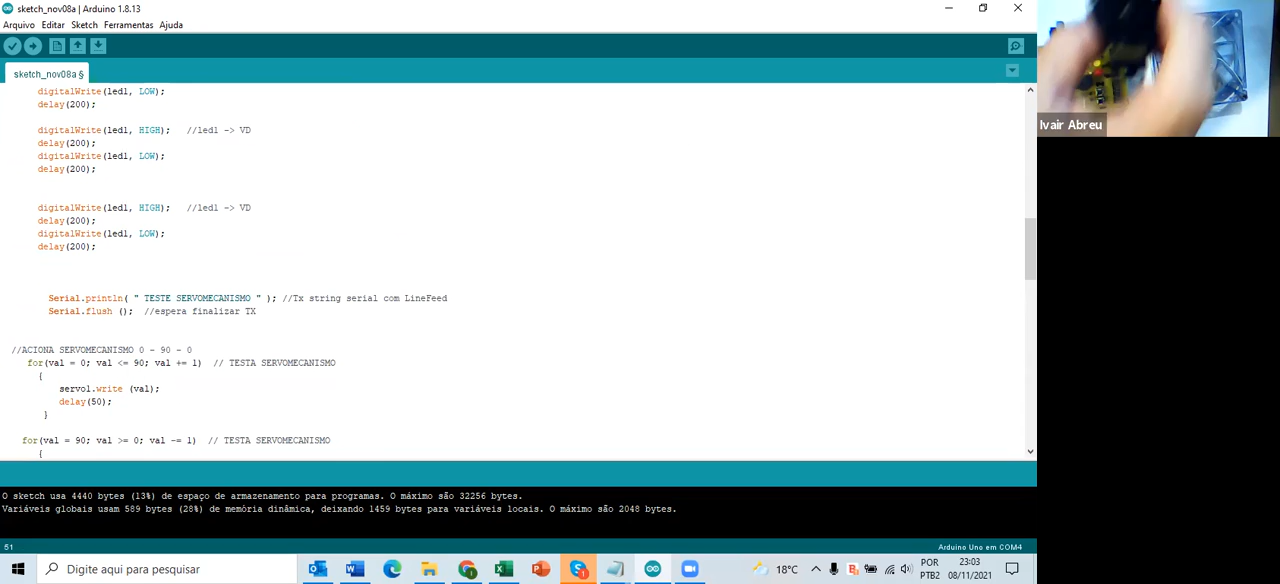 sketch_nov08a | Arduino 1.8.13
Arquivo Editar Sketch Ferramentas Ajuda
sketch_nov08a §
digitalWrite(led1, LOW);
delay(200);
digitalWrite(led1, HIGH); //led1 -> VD
delay(200);
digitalWrite(led1, LOW);
delay(200);
digitalWrite(led1, HIGH); //led1 -> VD
delay(200);
digitalWrite(led1, LOW);
delay(200);
Serial.println( " TESTE SERVOMECANISMO " ); //Tx string serial com LineFeed
Serial.flush (); //espera finalizar TX
//ACIONA SERVOMECANISMO 0 - 90 - 0
for(val = 0; val <= 90; val += 1) // TESTA SERVOMECANISMO
{
servo1.write (val);
delay(50);
}
for(val = 90; val >= 0; val -= 1) // TESTA SERVOMECANISMO
{
O sketch usa 4440 bytes (13%) de espaço de armazenamento para programas. O máximo são 32256 bytes.
Variáveis globais usam 589 bytes (28%) de memória dinâmica, deixando 1459 bytes para variáveis locais. O máximo são 2048 bytes.
51
Arduino Uno em COM4
Ivair Abreu
Digite aqui para pesquisar
18°C
POR
PTB2
23:03
08/11/2021